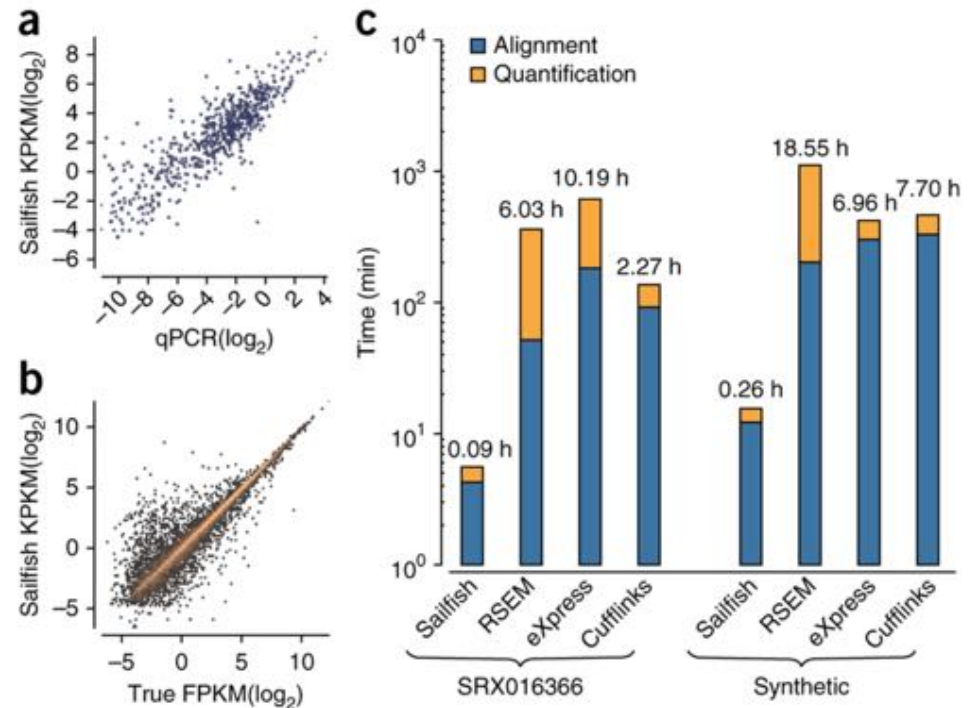 a
Sailfish KPKM(log2)
8
6
4
2
0
−2
−4
−6
−10 −8 −6 −4 −2 0 2 4
qPCR(log2)
b
Sailfish KPKM(log2)
10
5
0
−5
−5 0 5 10
True FPKM(log2)
c
Alignment
Quantification
Time (min)
10^4
10^3
10^2
10^1
10^0
0.09 h
6.03 h
10.19 h
2.27 h
0.26 h
18.55 h
6.96 h
7.70 h
Sailfish RSEM eXpress Cufflinks Sailfish RSEM eXpress Cufflinks
SRX016366 Synthetic